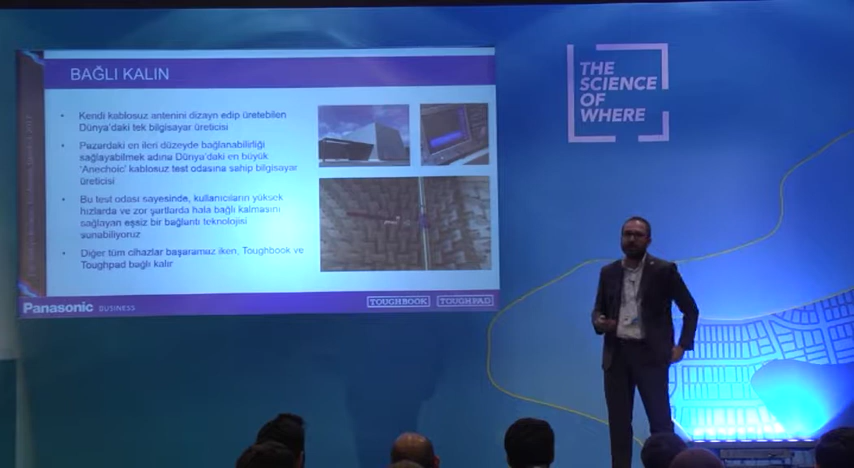 BAĞLI KALIN
• Kendi kablosuz antenini dizayn edip üretebilen
Dünya'daki tek bilgisayar üreticisi
• Pazardaki en ileri düzeyde bağlanabilirliği
sağlayabilmek adına Dünya'daki en büyük
'Anechoic' kablosuz test odasına sahip bilgisayar
üreticisi
• Bu test odası sayesinde, kullanıcıların yüksek
hızlarda ve zor şartlarda hala bağlı kalmasını
sağlayan eşsiz bir bağlantı teknolojisi
sunabiliyoruz
• Diğer tüm cihazlar başaramaz iken, Toughbook ve
Toughpad bağlı kalır
Panasonic BUSINESS
TOUGHBOOK TOUGHPAD
THE
SCIENCE
OF
WHERE